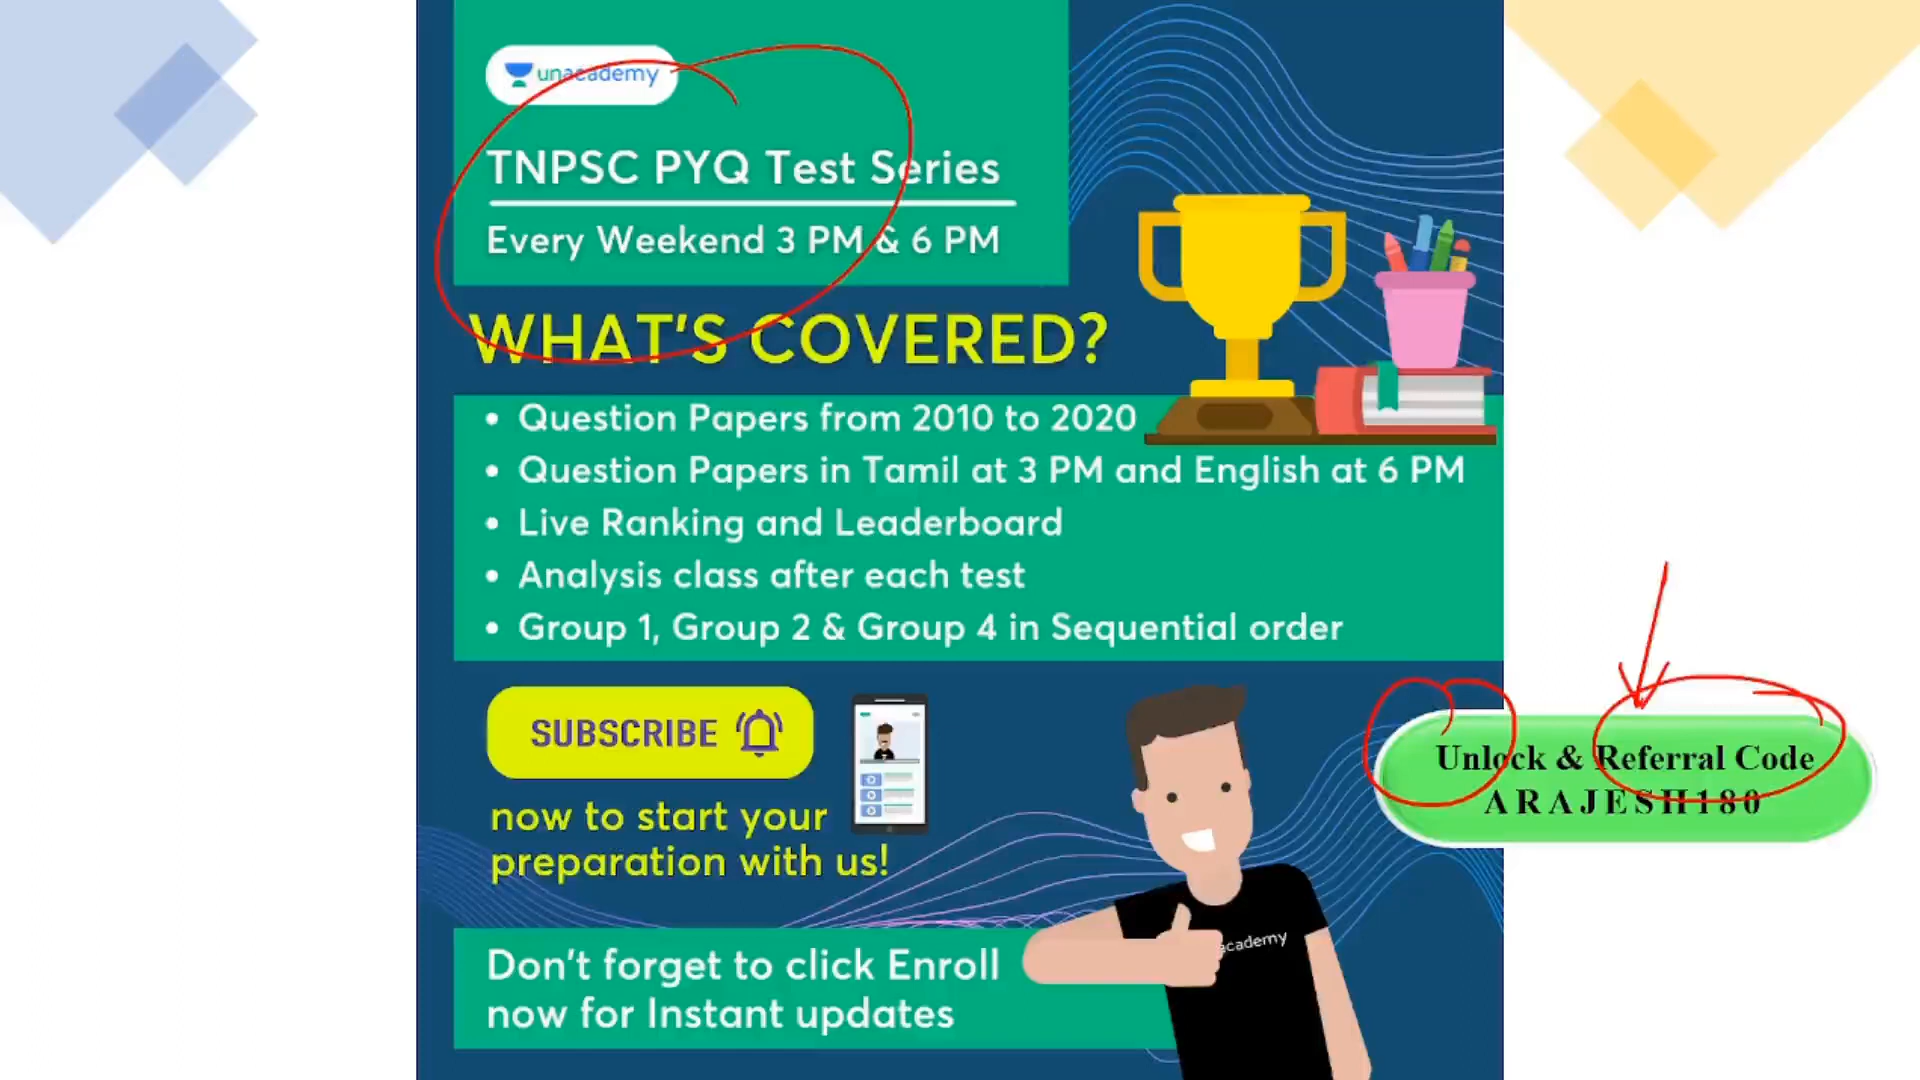 unacademy
TNPSC PYQ Test Series
Every Weekend 3 PM & 6 PM
WHAT'S COVERED?
• Question Papers from 2010 to 2020
• Question Papers in Tamil at 3 PM and English at 6 PM
• Live Ranking and Leaderboard
• Analysis class after each test
• Group 1, Group 2 & Group 4 in Sequential order
SUBSCRIBE
now to start your
preparation with us!
Unlock & Referral Code
ARAJESH180
academy
Don't forget to click Enroll
now for Instant updates